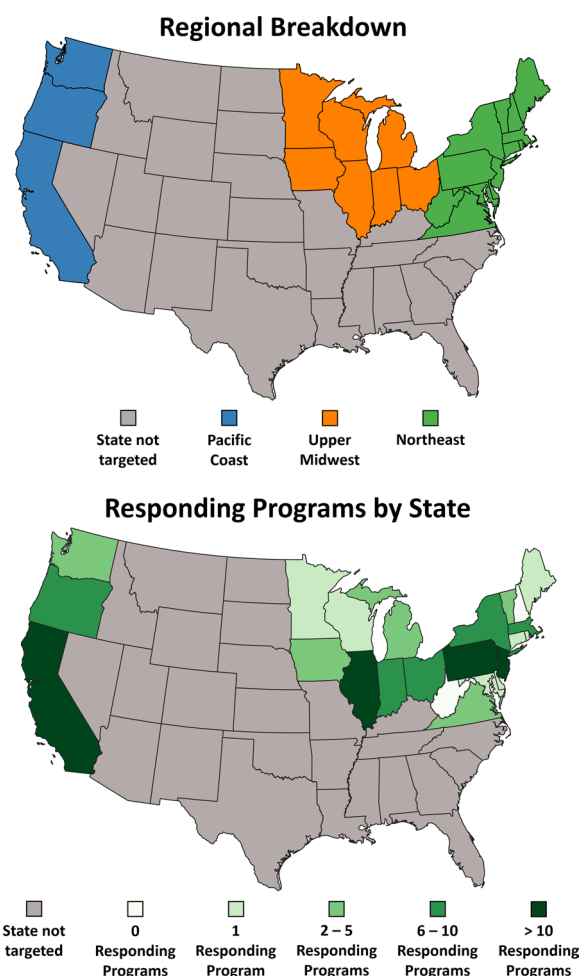 Regional Breakdown
State not
targeted
Pacific
Coast
Upper
Midwest
Northeast
Responding Programs by State
State not
targeted
0
Responding
Programs
1
Responding
Program
2 – 5
Responding
Programs
6 – 10
Responding
Programs
> 10
Responding
Programs